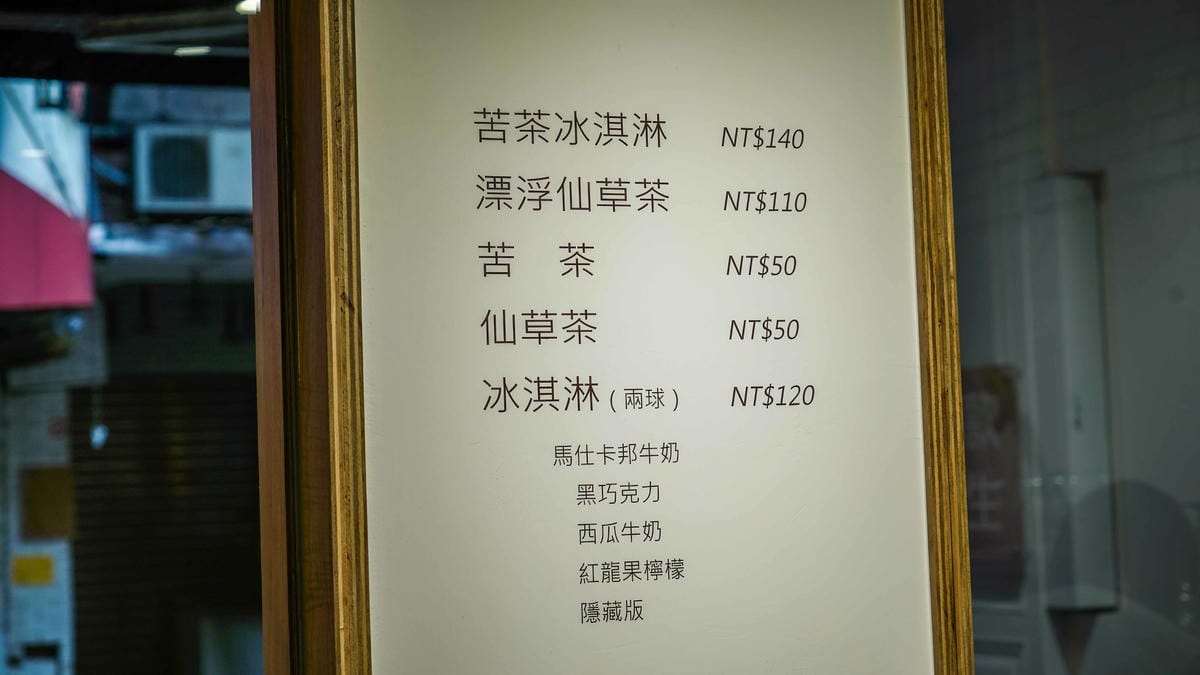 苦茶冰淇淋 NT$140
漂浮仙草茶 NT$110
苦 茶 NT$50
仙草茶 NT$50
冰淇淋(兩球) NT$120
馬仕卡邦牛奶
黑巧克力
西瓜牛奶
紅龍果檸檬
隱藏版